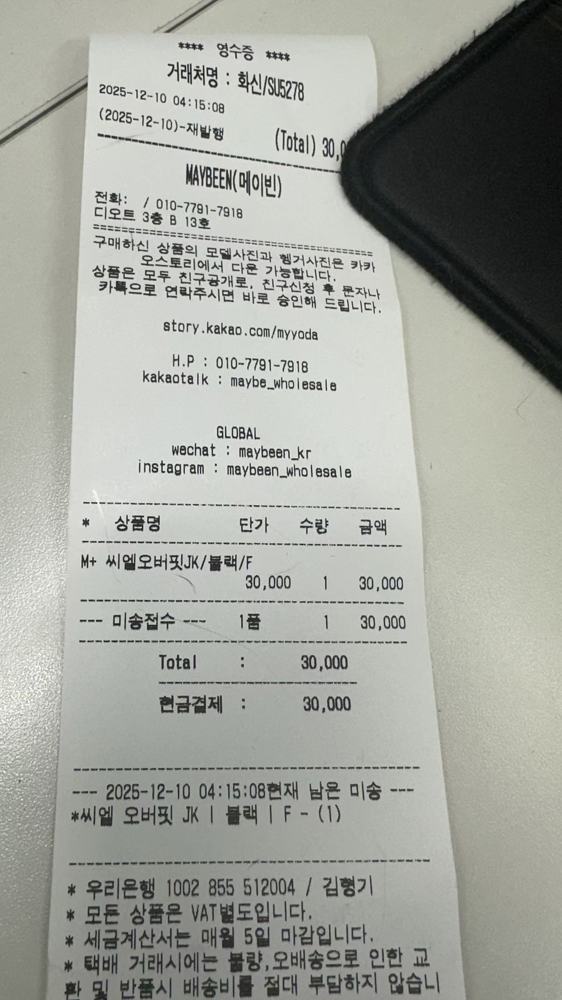 **** 영수증 ****
거래처명 : 화신/SU5278
2025-12-10 04:15:08
(2025-12-10)-재발행 (Total) 30,0
MAYBEEN(메이빈)
전화: / 010-7791-7918
디오트 3층 B 13호
구매하신 상품의 모델사진과 헹거사진은 카카
오스토리에서 다운 가능합니다.
상품은 모두 친구공개로, 친구신청 후 문자나
카톡으로 연락주시면 바로 승인해 드립니다.
story.kakao.com/myyoda
H.P : 010-7791-7918
kakaotalk : maybe_wholesale
GLOBAL
wechat : maybeen_kr
instagram : maybeen_wholesale
* 상품명 단가 수량 금액
M+ 씨엘오버핏JK/블랙/F
30,000 1 30,000
--- 미송접수 --- 1품 1 30,000
Total : 30,000
현금결제 : 30,000
--- 2025-12-10 04:15:08현재 남은 미송 ---
*씨엘 오버핏 JK | 블랙 | F - (1)
* 우리은행 1002 855 512004 / 김형기
* 모든 상품은 VAT별도입니다.
* 세금계산서는 매월 5일 마감입니다.
* 택배 거래시에는 불량,오배송으로 인한 교
환 및 반품시 배송비를 절대 부담하지 않습니